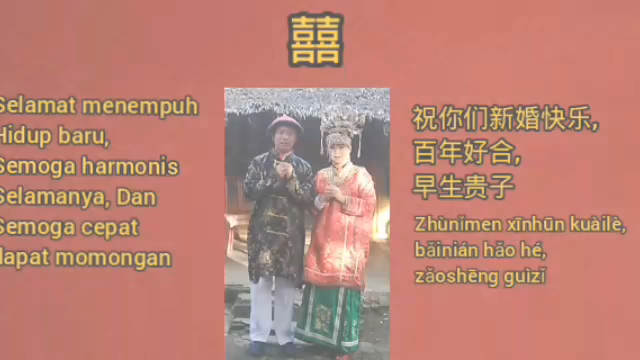 囍
Selamat menempuh
Hidup baru,
Semoga harmonis
Selamanya, Dan
Semoga cepat
dapat momongan
祝你们新婚快乐,
百年好合,
早生贵子
Zhùnǐmen xīnhūn kuàilè,
bǎinián hǎo hé,
zǎoshēng guìzǐ